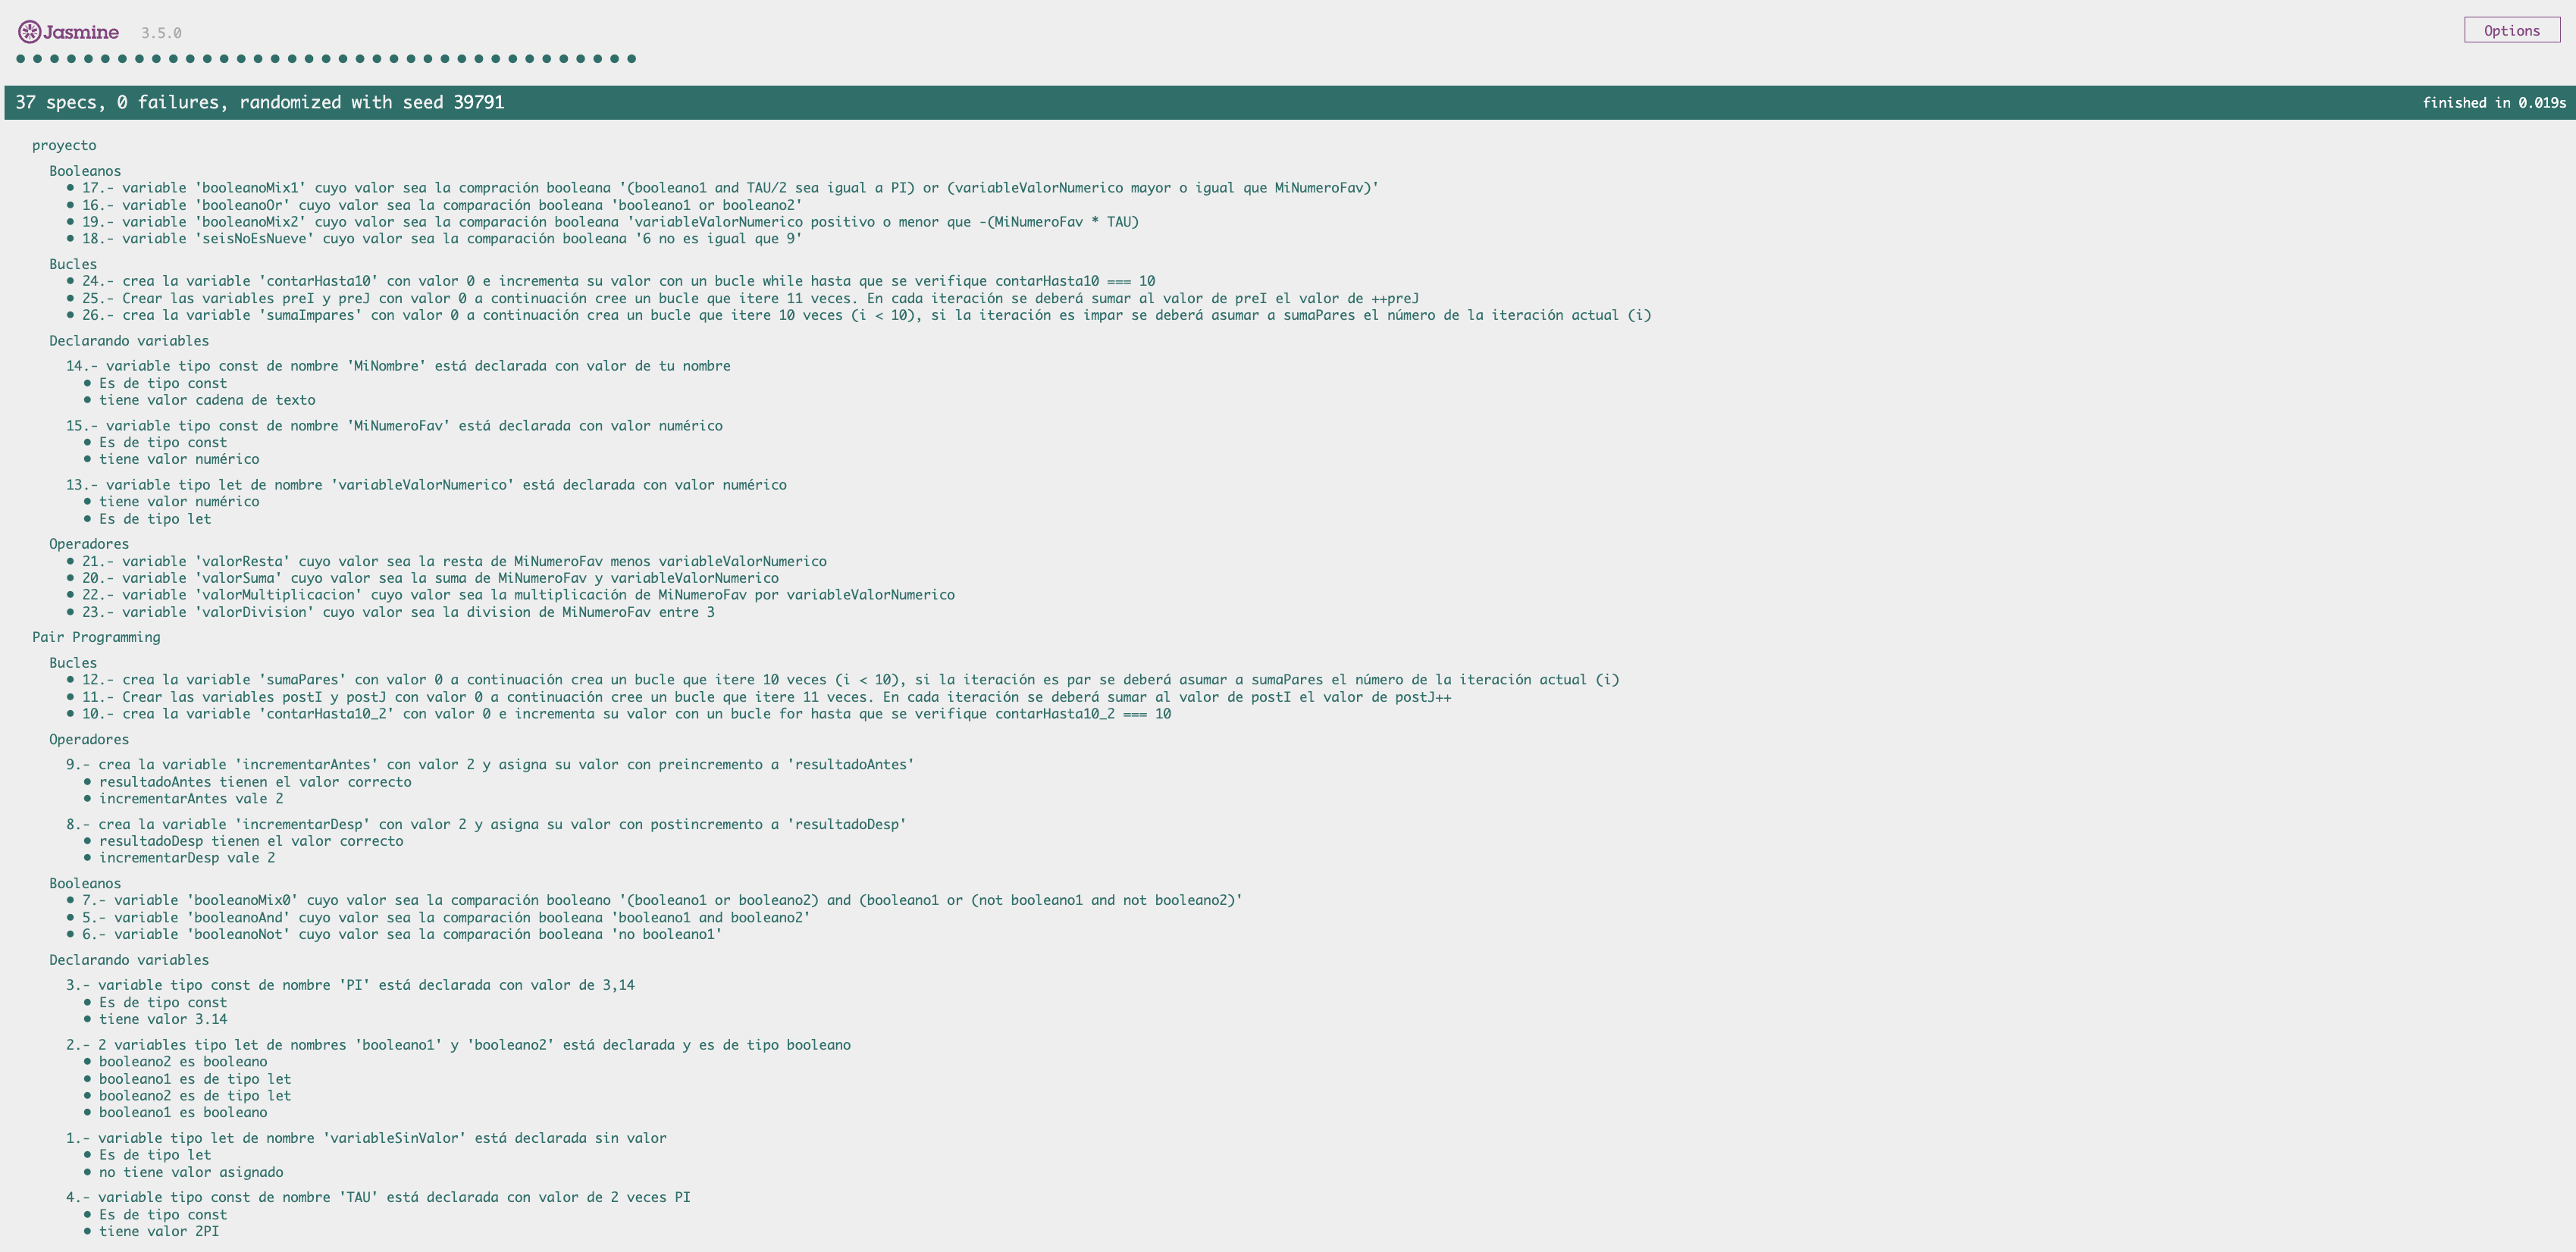 Jasmine 3.5.0
Options
37 specs, 0 failures, randomized with seed 39791
finished in 0.019s
proyecto
Booleanos
• 17.- variable 'booleanoMix1' cuyo valor sea la compración booleana '(booleano1 and TAU/2 sea igual a PI) or (variableValorNumerico mayor o igual que MiNumeroFav)'
• 16.- variable 'booleanoOr' cuyo valor sea la comparación booleana 'booleano1 or booleano2'
• 19.- variable 'booleanoMix2' cuyo valor sea la comparación booleana 'variableValorNumerico positivo o menor que -(MiNumeroFav * TAU)
• 18.- variable 'seisNoEsNueve' cuyo valor sea la comparación booleana '6 no es igual que 9'
Bucles
• 24.- crea la variable 'contarHasta10' con valor 0 e incrementa su valor con un bucle while hasta que se verifique contarHasta10 === 10
• 25.- Crear las variables preI y preJ con valor 0 a continuación cree un bucle que itere 11 veces. En cada iteración se deberá sumar al valor de preI el valor de ++preJ
• 26.- crea la variable 'sumaImpares' con valor 0 a continuación crea un bucle que itere 10 veces (i < 10), si la iteración es impar se deberá asumar a sumaPares el número de la iteración actual (i)
Declarando variables
14.- variable tipo const de nombre 'MiNombre' está declarada con valor de tu nombre
• Es de tipo const
• tiene valor cadena de texto
15.- variable tipo const de nombre 'MiNumeroFav' está declarada con valor numérico
• Es de tipo const
• tiene valor numérico
13.- variable tipo let de nombre 'variableValorNumerico' está declarada con valor numérico
• tiene valor numérico
• Es de tipo let
Operadores
• 21.- variable 'valorResta' cuyo valor sea la resta de MiNumeroFav menos variableValorNumerico
• 20.- variable 'valorSuma' cuyo valor sea la suma de MiNumeroFav y variableValorNumerico
• 22.- variable 'valorMultiplicacion' cuyo valor sea la multiplicación de MiNumeroFav por variableValorNumerico
• 23.- variable 'valorDivision' cuyo valor sea la division de MiNumeroFav entre 3
Pair Programming
Bucles
• 12.- crea la variable 'sumaPares' con valor 0 a continuación crea un bucle que itere 10 veces (i < 10), si la iteración es par se deberá asumar a sumaPares el número de la iteración actual (i)
• 11.- Crear las variables postI y postJ con valor 0 a continuación cree un bucle que itere 11 veces. En cada iteración se deberá sumar al valor de postI el valor de postJ++
• 10.- crea la variable 'contarHasta10_2' con valor 0 e incrementa su valor con un bucle for hasta que se verifique contarHasta10_2 === 10
Operadores
9.- crea la variable 'incrementarAntes' con valor 2 y asigna su valor con preincremento a 'resultadoAntes'
• resultadoAntes tienen el valor correcto
• incrementarAntes vale 2
8.- crea la variable 'incrementarDesp' con valor 2 y asigna su valor con postincremento a 'resultadoDesp'
• resultadoDesp tienen el valor correcto
• incrementarDesp vale 2
Booleanos
• 7.- variable 'booleanoMix0' cuyo valor sea la comparación booleano '(booleano1 or booleano2) and (booleano1 or (not booleano1 and not booleano2)'
• 5.- variable 'booleanoAnd' cuyo valor sea la comparación booleana 'booleano1 and booleano2'
• 6.- variable 'booleanoNot' cuyo valor sea la comparación booleana 'no booleano1'
Declarando variables
3.- variable tipo const de nombre 'PI' está declarada con valor de 3,14
• Es de tipo const
• tiene valor 3.14
2.- 2 variables tipo let de nombres 'booleano1' y 'booleano2' está declarada y es de tipo booleano
• booleano2 es booleano
• booleano1 es de tipo let
• booleano2 es de tipo let
• booleano1 es booleano
1.- variable tipo let de nombre 'variableSinValor' está declarada sin valor
• Es de tipo let
• no tiene valor asignado
4.- variable tipo const de nombre 'TAU' está declarada con valor de 2 veces PI
• Es de tipo const
• tiene valor 2PI